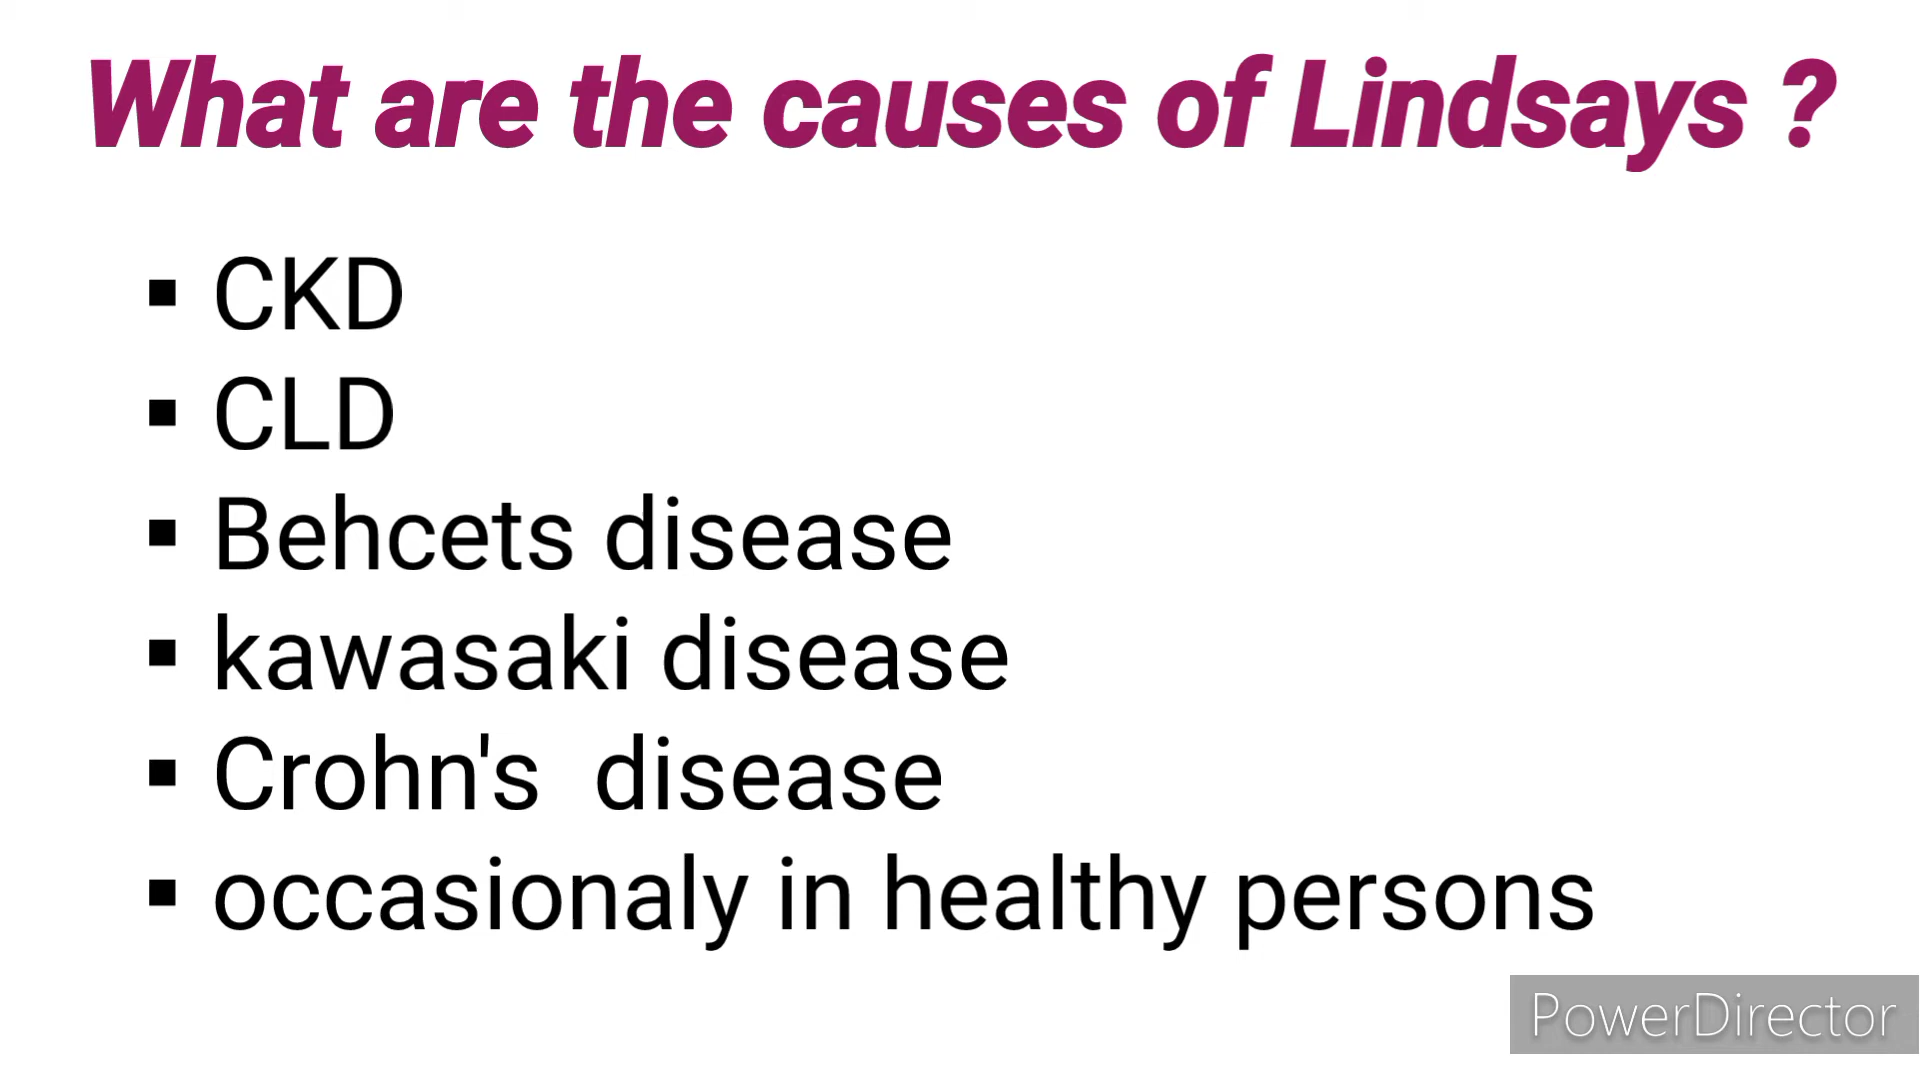 What are the causes of Lindsays ?
▪ CKD
▪ CLD
▪ Behcets disease
▪ kawasaki disease
▪ Crohn's  disease
▪ occasionaly in healthy persons
PowerDirector